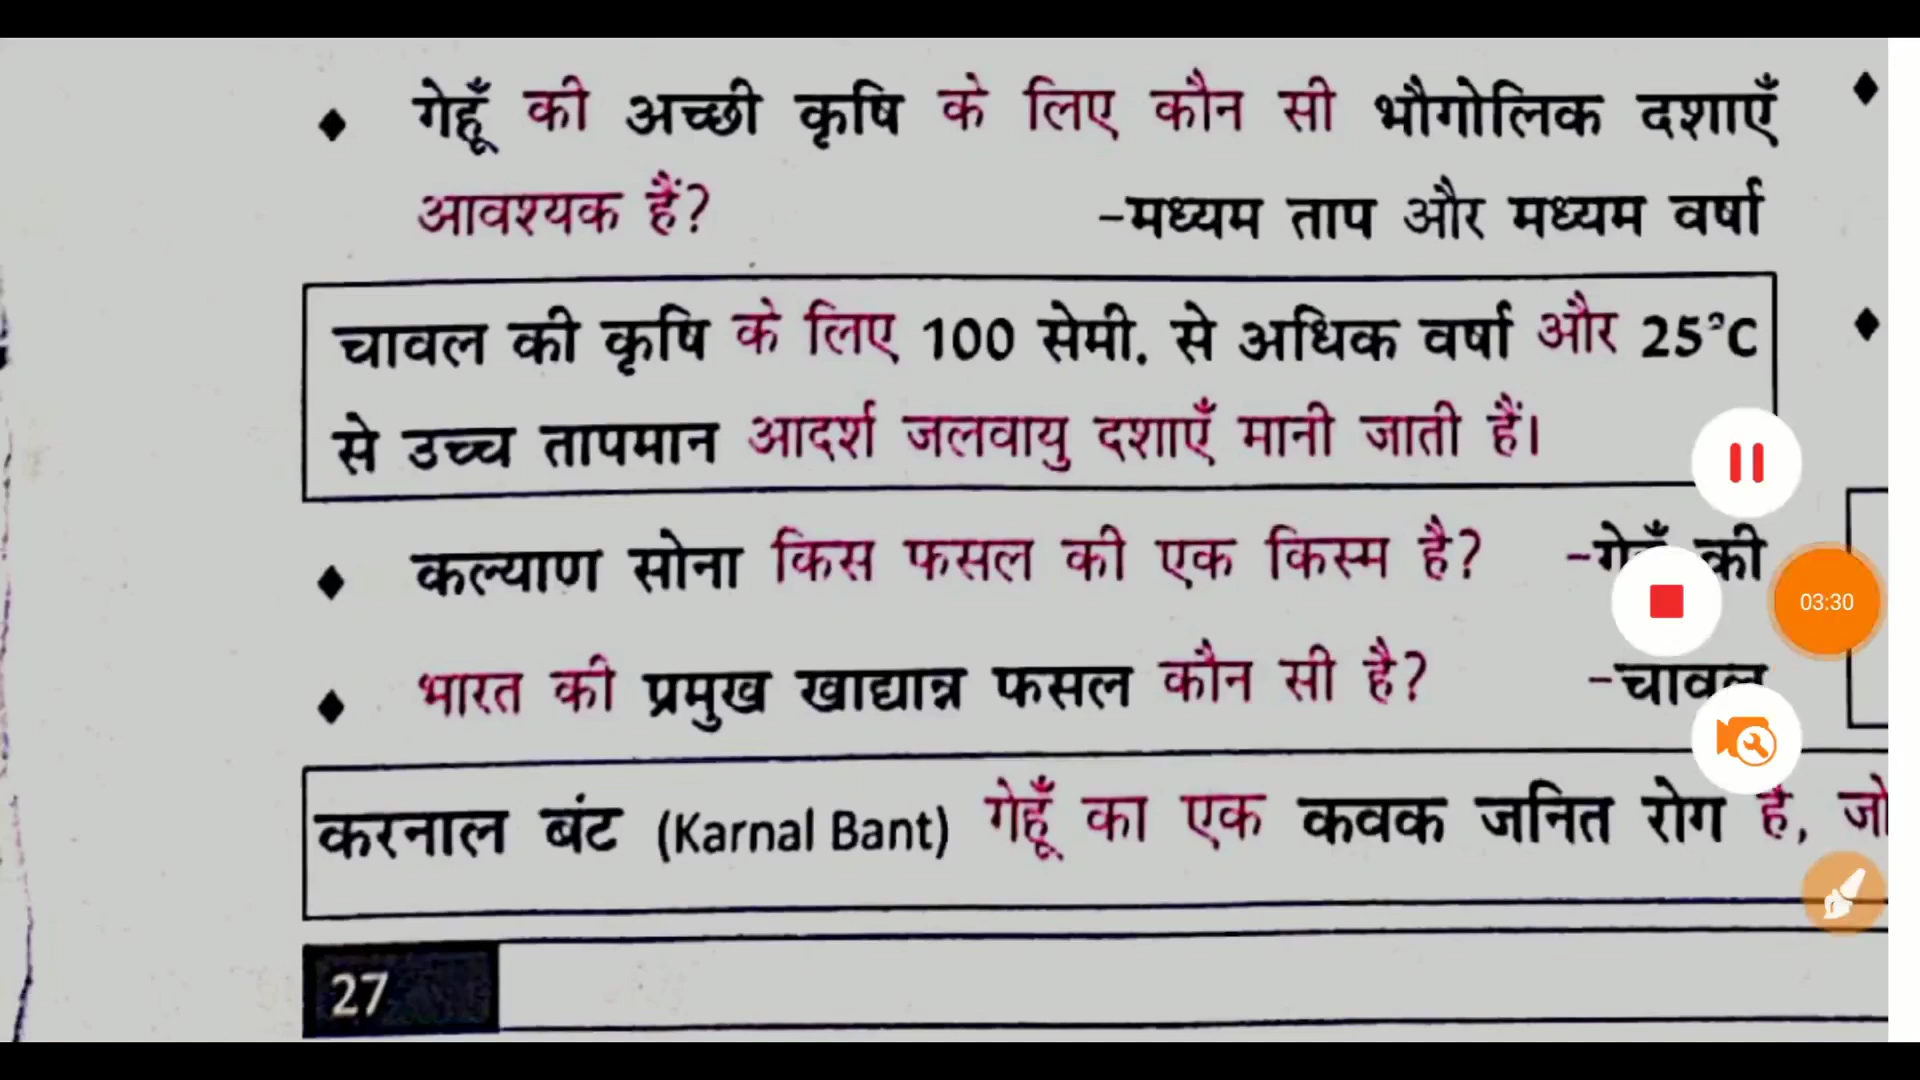 गेहूँ की अच्छी कृषि के लिए कौन सी भौगोलिक दशाएँ
आवश्यक हैं? -मध्यम ताप और मध्यम वर्षा
चावल की कृषि के लिए 100 सेमी. से अधिक वर्षा और 25°C
से उच्च तापमान आदर्श जलवायु दशाएँ मानी जाती हैं।
कल्याण सोना किस फसल की एक किस्म है? -गेहूँ की
03:30
भारत की प्रमुख खाद्यान्न फसल कौन सी है? -चावल
करनाल बंट (Karnal Bant) गेहूँ का एक कवक जनित रोग है, जो
27